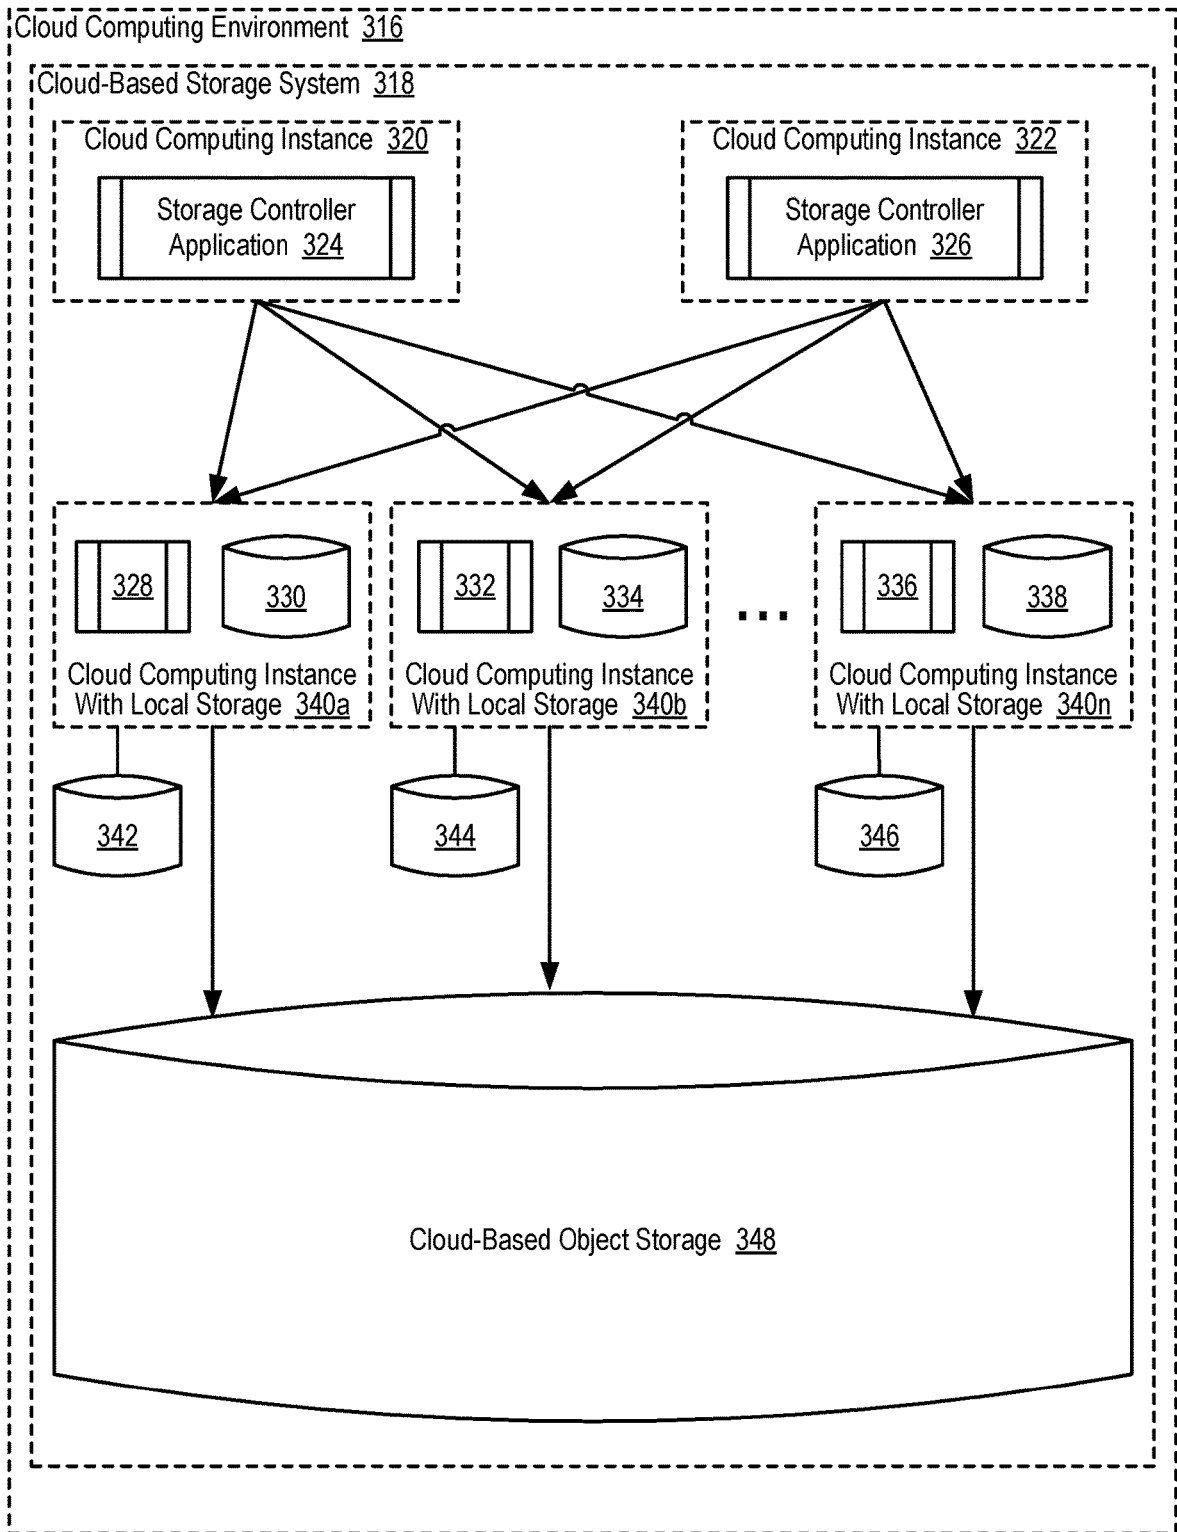 Cloud Computing Environment 316
Cloud-Based Storage System 318
Cloud Computing Instance 320
Storage Controller
Application 324
Cloud Computing Instance 322
Storage Controller
Application 326
328
330
Cloud Computing Instance
With Local Storage 340a
332
334
Cloud Computing Instance
With Local Storage 340b
...
336
338
Cloud Computing Instance
With Local Storage 340n
342
344
346
Cloud-Based Object Storage 348